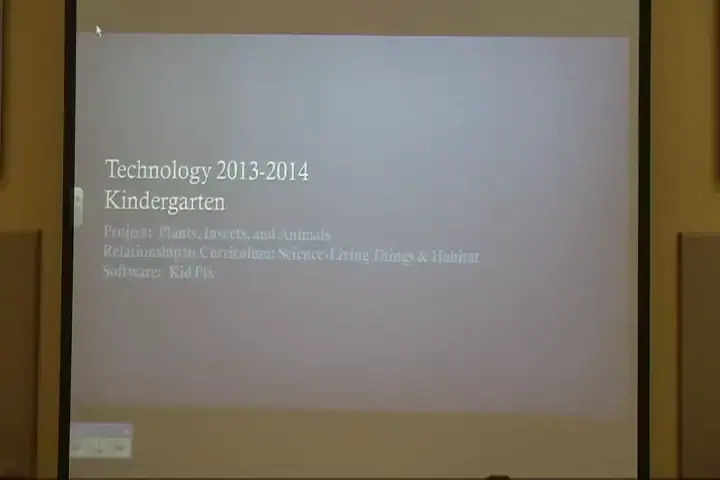 Technology 2013-2014
Kindergarten
Project: Plants, Insects, and Animals
Relationship to Curriculum: Science-Living Things & Habitat
Software: Kid Pix